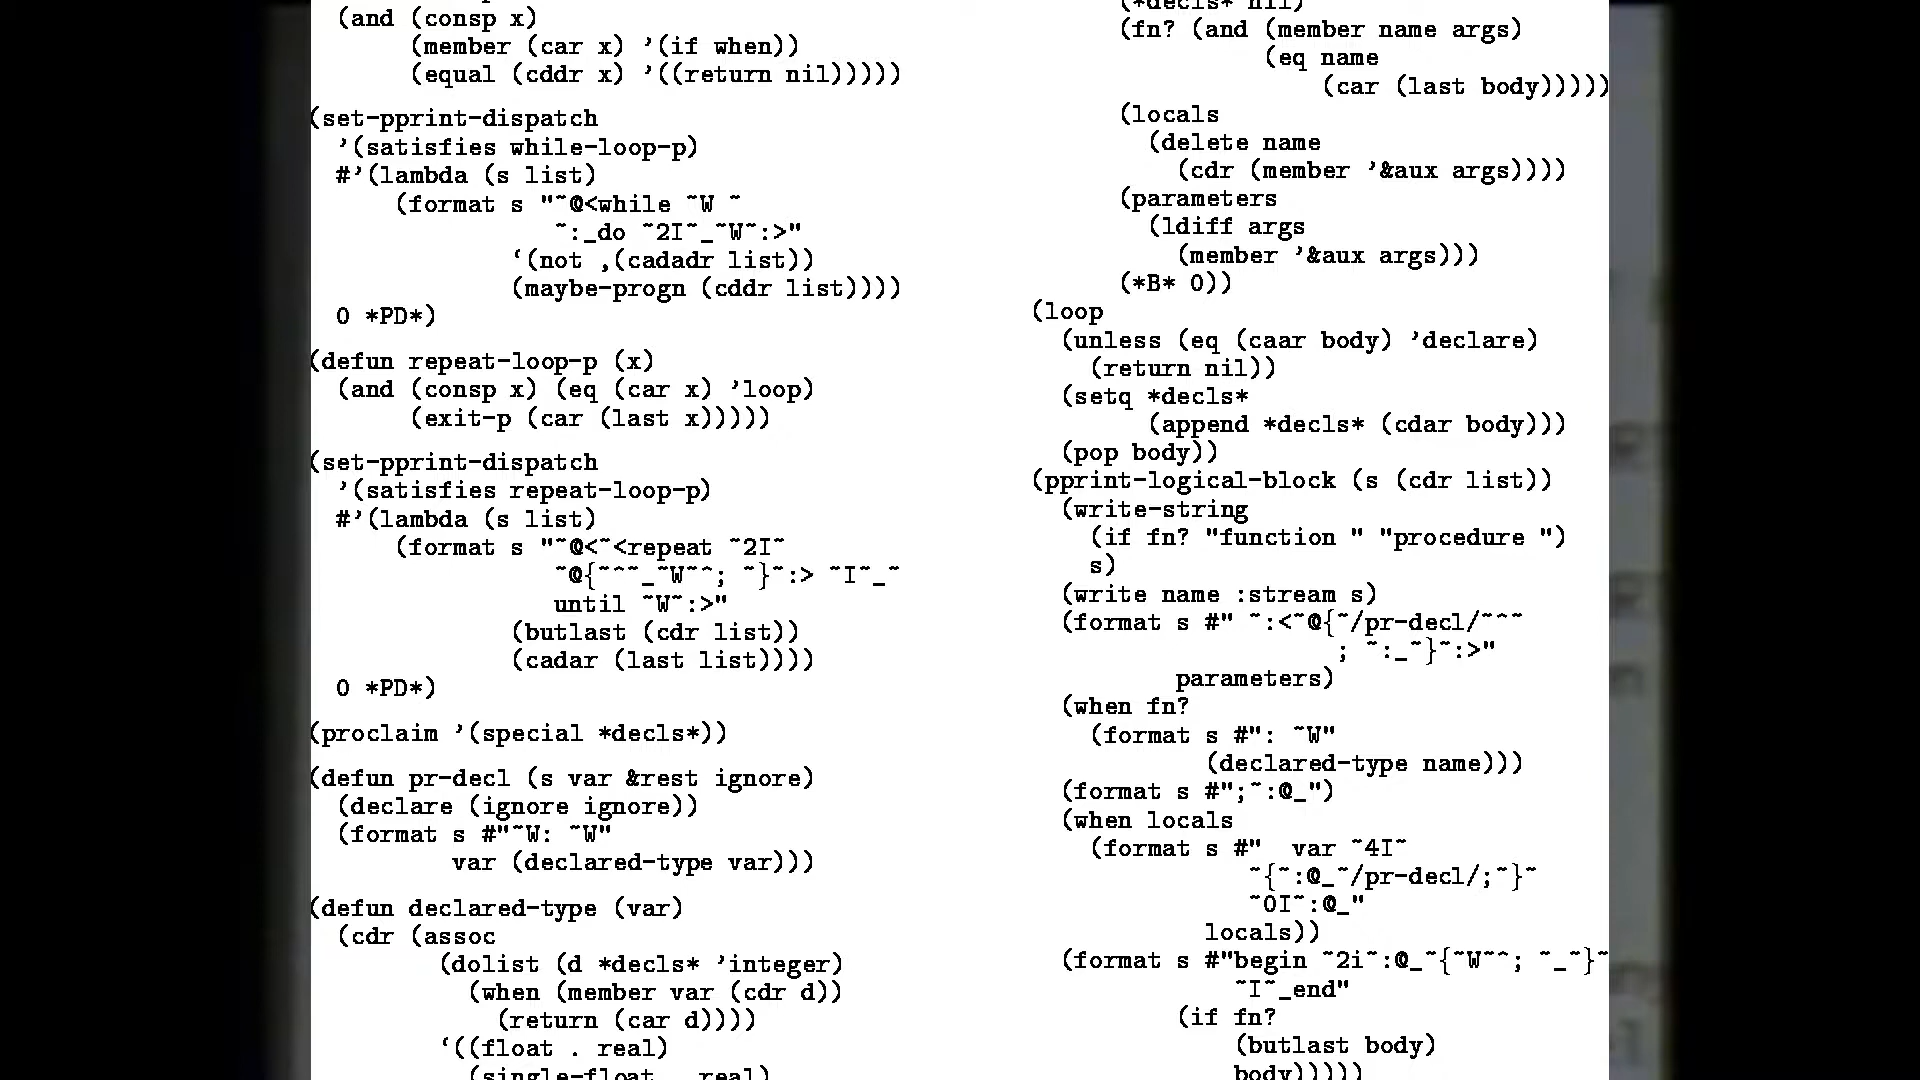 (and (consp x)
(member (car x) '(if when))
(equal (cddr x) '((return nil)))))
(set-pprint-dispatch
'(satisfies while-loop-p)
#'(lambda (s list)
(format s "~@<while ~W ~
~:_do ~2I~_~W~:>"
‘(not ,(cadadr list))
(maybe-progn (cddr list))))
0 *PD*)
(defun repeat-loop-p (x)
(and (consp x) (eq (car x) 'loop)
(exit-p (car (last x)))))
(set-pprint-dispatch
'(satisfies repeat-loop-p)
#'(lambda (s list)
(format s "~@<~<repeat ~2I~
~@{~^~_~W~^; ~}~:> ~I~_~
until ~W~:>"
(butlast (cdr list))
(cadar (last list))))
0 *PD*)
(proclaim '(special *decls*))
(defun pr-decl (s var &rest ignore)
(declare (ignore ignore))
(format s #"~W: ~W"
var (declared-type var)))
(defun declared-type (var)
(cdr (assoc
(dolist (d *decls* 'integer)
(when (member var (cdr d))
(return (car d))))
‘((float . real)
(single-float . real)
(*decls* nil)
(fn? (and (member name args)
(eq name
(car (last body)))))
(locals
(delete name
(cdr (member '&aux args))))
(parameters
(ldiff args
(member '&aux args)))
(*B* 0))
(loop
(unless (eq (caar body) 'declare)
(return nil))
(setq *decls*
(append *decls* (cdar body)))
(pop body))
(pprint-logical-block (s (cdr list))
(write-string
(if fn? "function " "procedure ")
s)
(write name :stream s)
(format s #" ~:<~@{~/pr-decl/~^~
; ~:_~}~:>"
parameters)
(when fn?
(format s #": ~W"
(declared-type name)))
(format s #";~:@_")
(when locals
(format s #"  var ~4I~
~{~:@_~/pr-decl/;~}~
~0I~:@_"
locals))
(format s #"begin ~2i~:@_~{~W~^; ~_~}~
~I~_end"
(if fn?
(butlast body)
body)))))